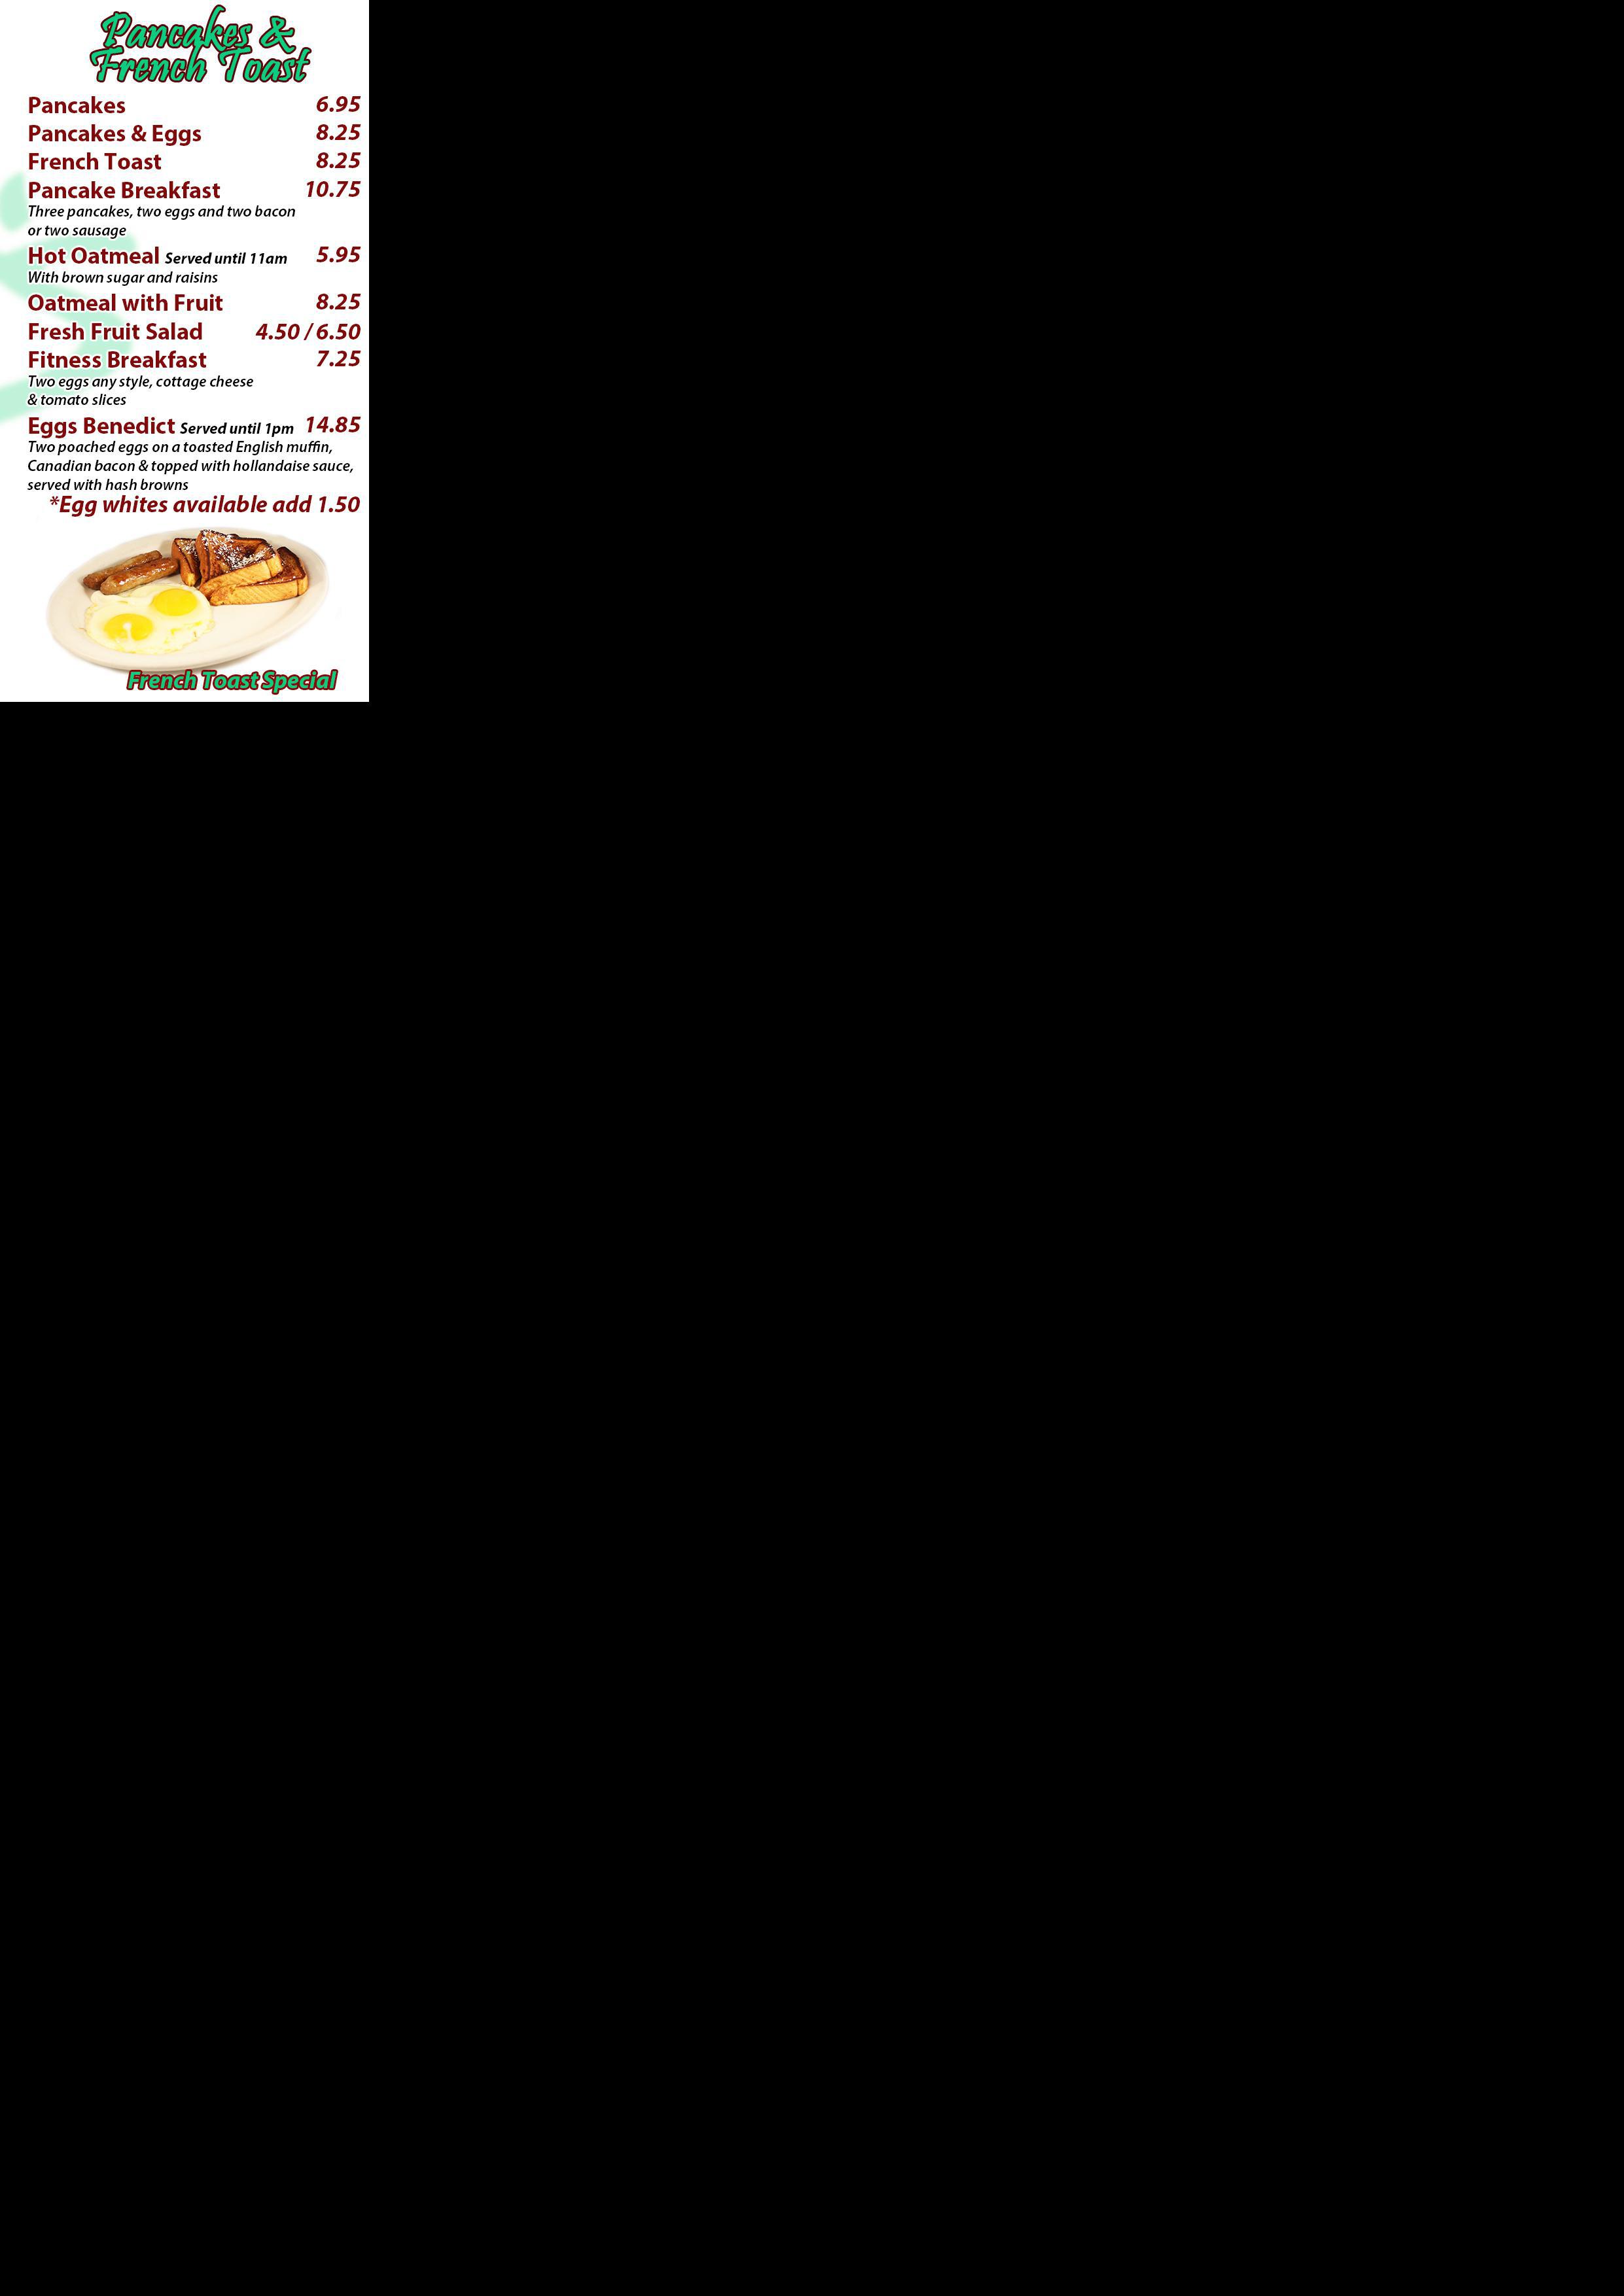 Pancakes &
French Toast
Pancakes 6.95
Pancakes & Eggs 8.25
French Toast 8.25
Pancake Breakfast 10.75
Three pancakes, two eggs and two bacon
or two sausage
Hot Oatmeal Served until 11am 5.95
With brown sugar and raisins
Oatmeal with Fruit 8.25
Fresh Fruit Salad 4.50 / 6.50
Fitness Breakfast 7.25
Two eggs any style, cottage cheese
& tomato slices
Eggs Benedict Served until 1pm 14.85
Two poached eggs on a toasted English muffin,
Canadian bacon & topped with hollandaise sauce,
served with hash browns
*Egg whites available add 1.50
French Toast Special